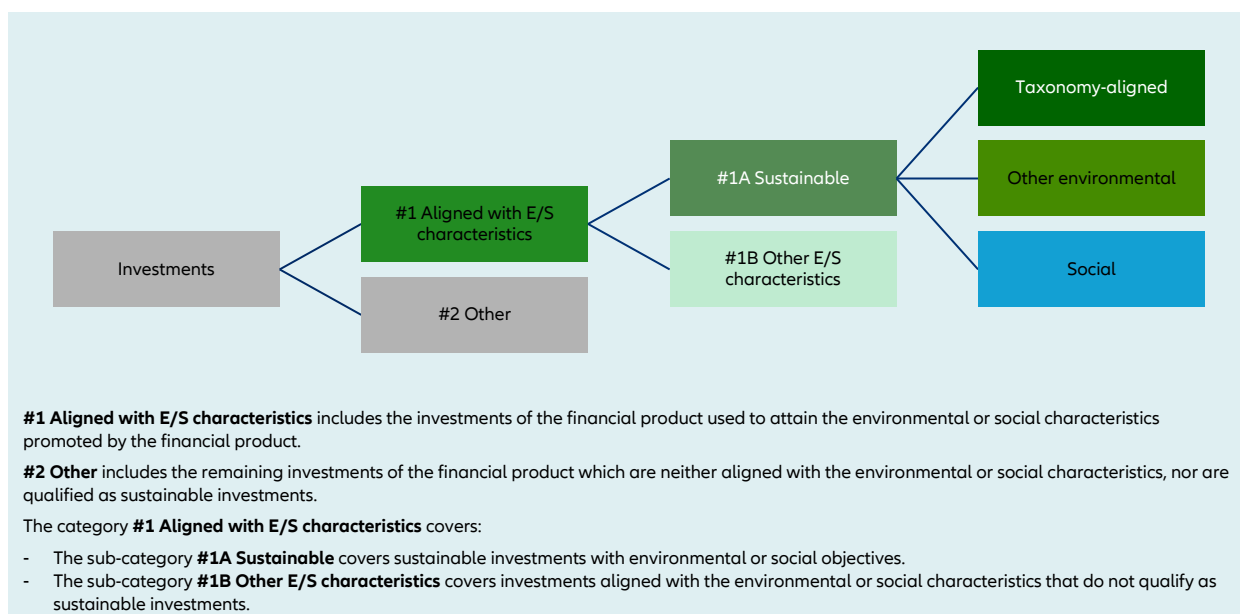 Taxonomy-aligned
#1A Sustainable
Other environmental
#1 Aligned with E/S
characteristics
#1B Other E/S
characteristics
Investments
Social
#2 Other
#1 Aligned with E/S characteristics includes the investments of the financial product used to attain the environmental or social characteristics
promoted by the financial product.
#2 Other includes the remaining investments of the financial product which are neither aligned with the environmental or social characteristics, nor are
qualified as sustainable investments.
The category #1 Aligned with E/S characteristics covers:
- The sub-category #1A Sustainable covers sustainable investments with environmental or social objectives.
- The sub-category #1B Other E/S characteristics covers investments aligned with the environmental or social characteristics that do not qualify as
sustainable investments.